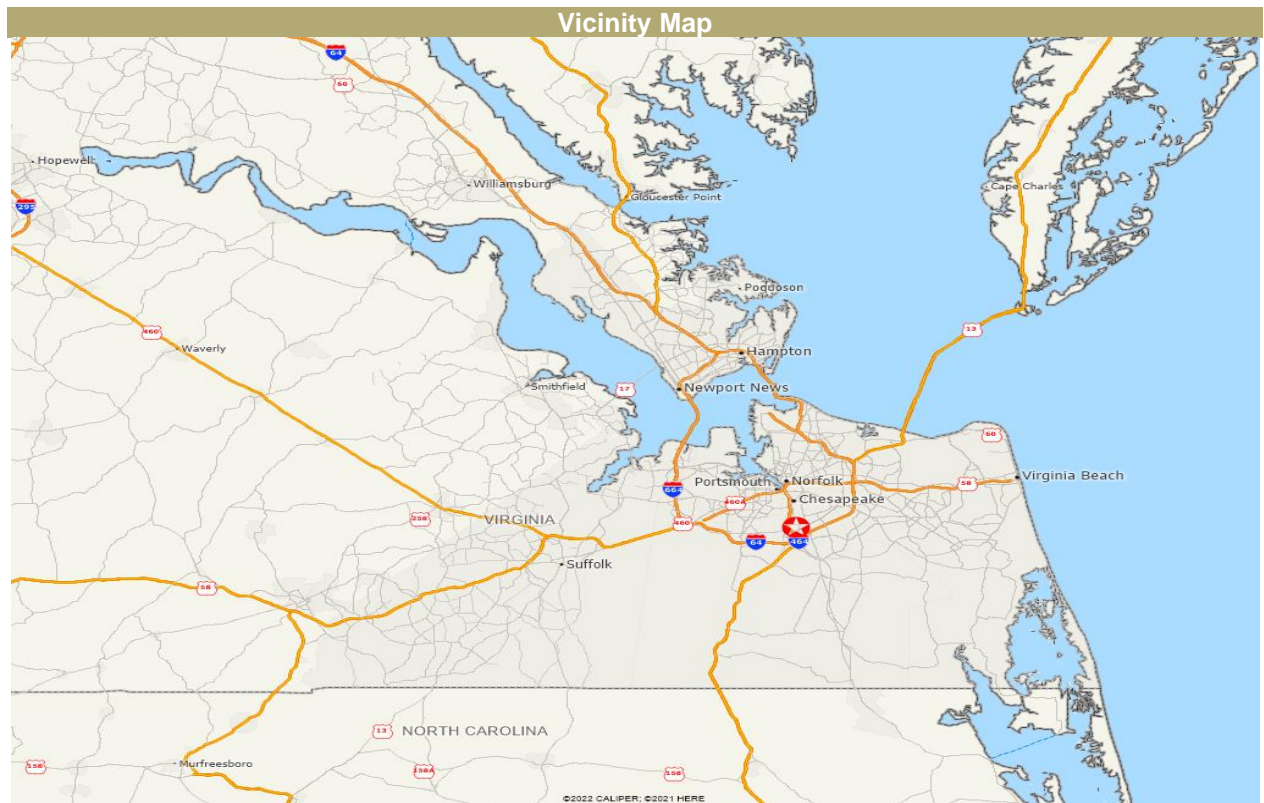 Vicinity Map
64
60
Hopewell
Williamsburg
Cape Charles
Gloucester Point
295
Poquoson
13
460
Waverly
Hampton
Smithfield
17
Newport News
60
Virginia Beach
Portsmouth
Norfolk
58
664
460A
Chesapeake
258
VIRGINIA
460
64
464
Suffolk
58
13
NORTH CAROLINA
158
Murfreesboro
158A
158
©2022 CALIPER; ©2021 HERE